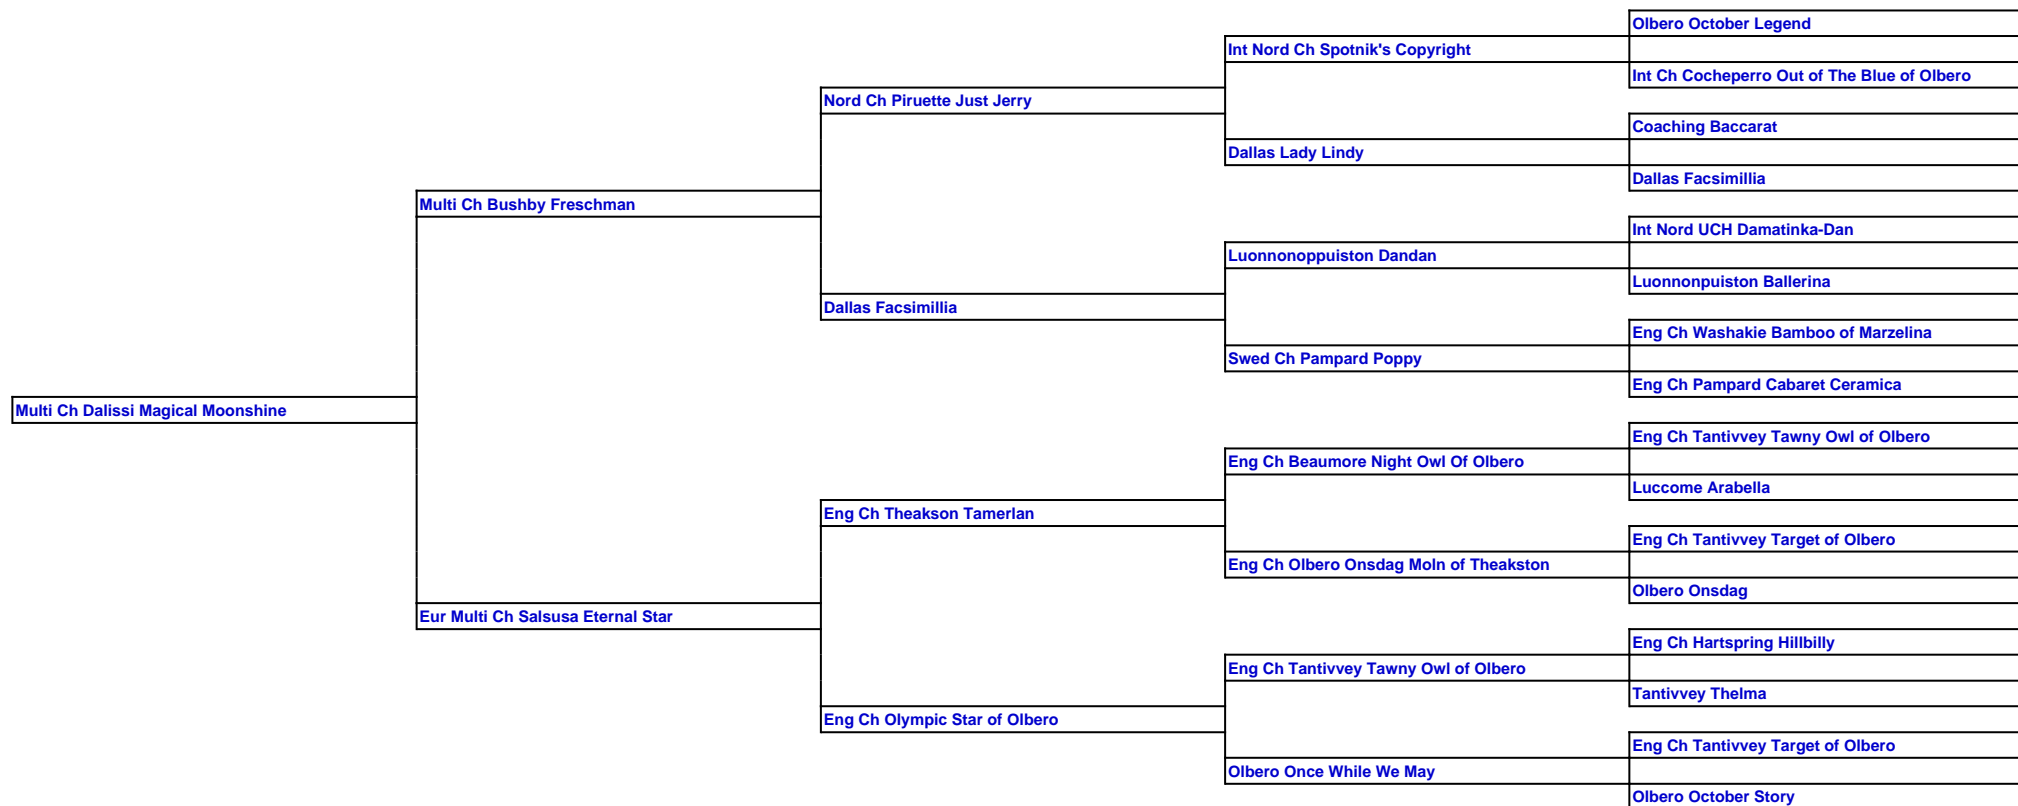 Olbero October Legend
Int Nord Ch Spotnik's Copyright
Int Ch Cocheperro Out of The Blue of Olbero
Nord Ch Piruette Just Jerry
Coaching Baccarat
Dallas Lady Lindy
Dallas Facsimillia
Multi Ch Bushby Freschman
Int Nord UCH Damatinka-Dan
Luonnonoppuiston Dandan
Luonnonpuiston Ballerina
Dallas Facsimillia
Eng Ch Washakie Bamboo of Marzelina
Swed Ch Pampard Poppy
Eng Ch Pampard Cabaret Ceramica
Multi Ch Dalissi Magical Moonshine
Eng Ch Tantivvey Tawny Owl of Olbero
Eng Ch Beaumore Night Owl Of Olbero
Luccome Arabella
Eng Ch Theakson Tamerlan
Eng Ch Tantivvey Target of Olbero
Eng Ch Olbero Onsdag Moln of Theakston
Olbero Onsdag
Eur Multi Ch Salsusa Eternal Star
Eng Ch Hartspring Hillbilly
Eng Ch Tantivvey Tawny Owl of Olbero
Tantivvey Thelma
Eng Ch Olympic Star of Olbero
Eng Ch Tantivvey Target of Olbero
Olbero Once While We May
Olbero October Story